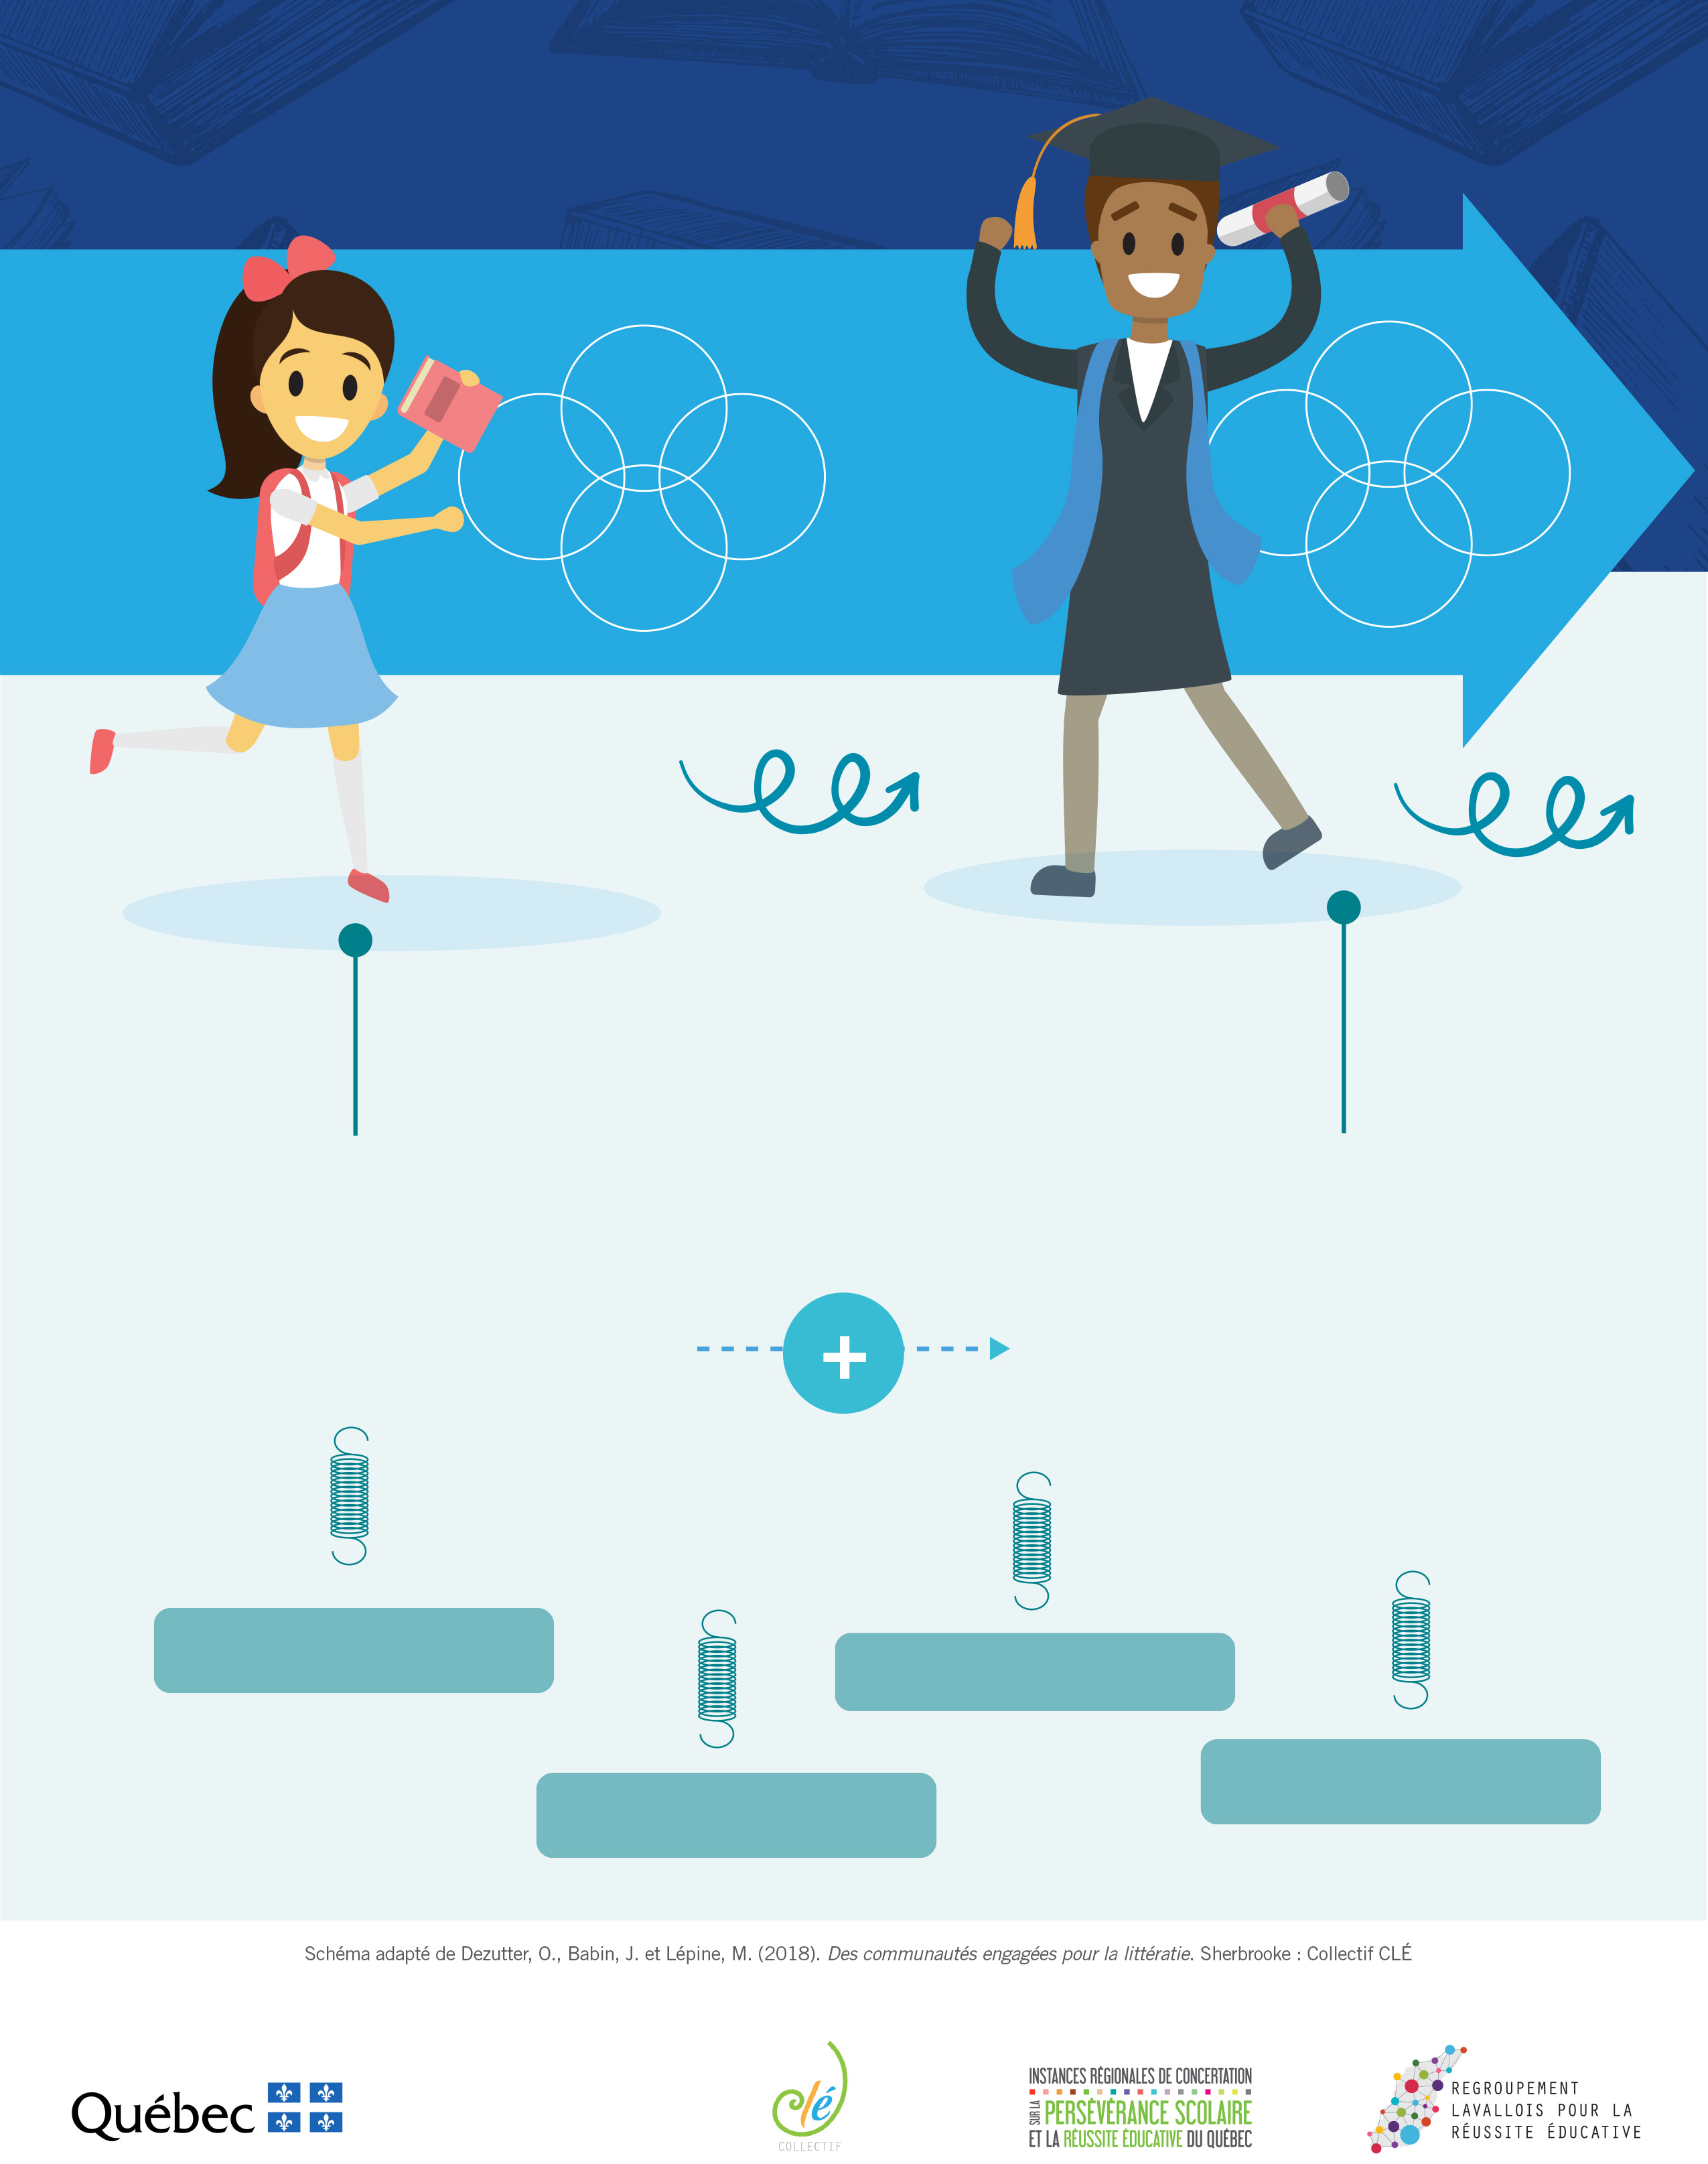 +
Schéma adapté de Dezutter, O., Babin, J. et Lépine, M. (2018). Des communautés engagées pour la littératie. Sherbrooke : Collectif CLÉ
Québec
clé
COLLECTIF
INSTANCES RÉGIONALES DE CONCERTATION
SUR LA PERSÉVÉRANCE SCOLAIRE
ET LA RÉUSSITE ÉDUCATIVE DU QUÉBEC
REGROUPEMENT
LAVALLOIS POUR LA
RÉUSSITE ÉDUCATIVE